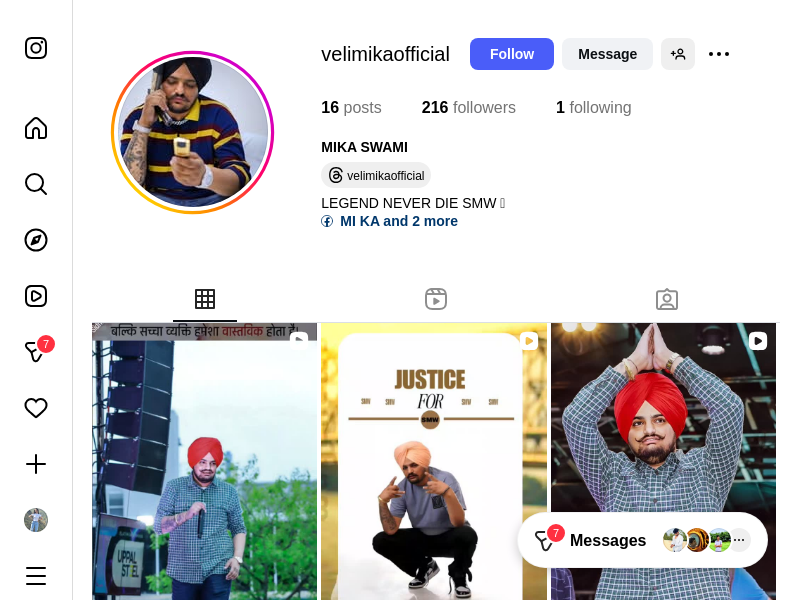 velimikaofficial
Follow
Message
16 posts
216 followers
1 following
MIKA SWAMI
velimikaofficial
LEGEND NEVER DIE SMW
MI KA and 2 more
7
बल्कि सच्चा व्यक्ति हमेशा वास्तविक होता है!
JUSTICE
FOR
SMW SMW SMW SMW
SMW
UPPAL
STEEL
7
Messages